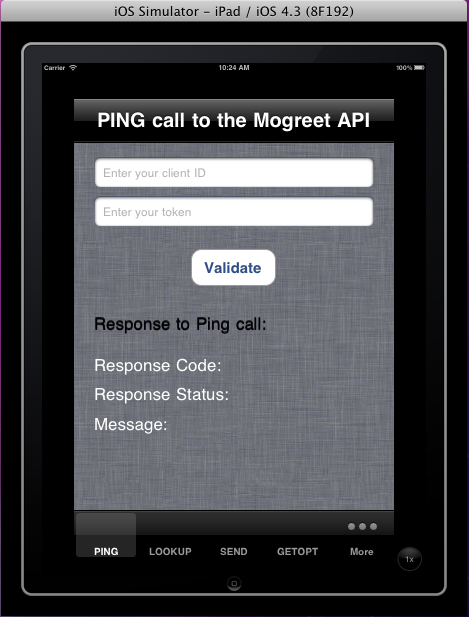 iOS Simulator - iPad / iOS 4.3 (8F192)
Carrier 10:24 AM 100%
PING call to the Mogreet API
Enter your client ID
Enter your token
Validate
Response to Ping call:
Response Code:
Response Status:
Message:
PING LOOKUP SEND GETOPT More
1x